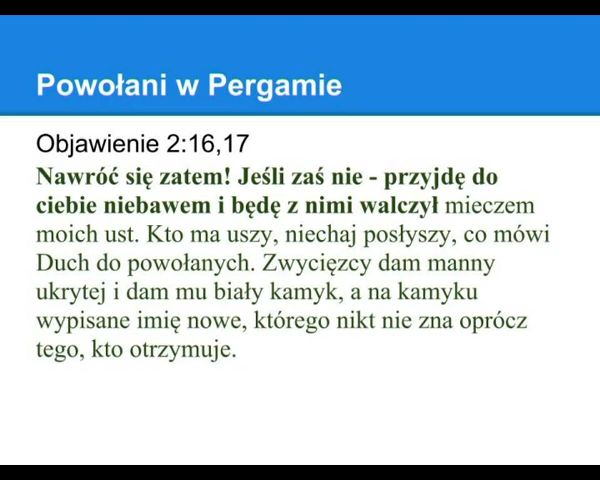 Powołani w Pergamie
Objawienie 2:16,17
Nawróć się zatem! Jeśli zaś nie - przyjdę do
ciebie niebawem i będę z nimi walczył mieczem
moich ust. Kto ma uszy, niechaj posłyszy, co mówi
Duch do powołanych. Zwycięzcy dam manny
ukrytej i dam mu biały kamyk, a na kamyku
wypisane imię nowe, którego nikt nie zna oprócz
tego, kto otrzymuje.